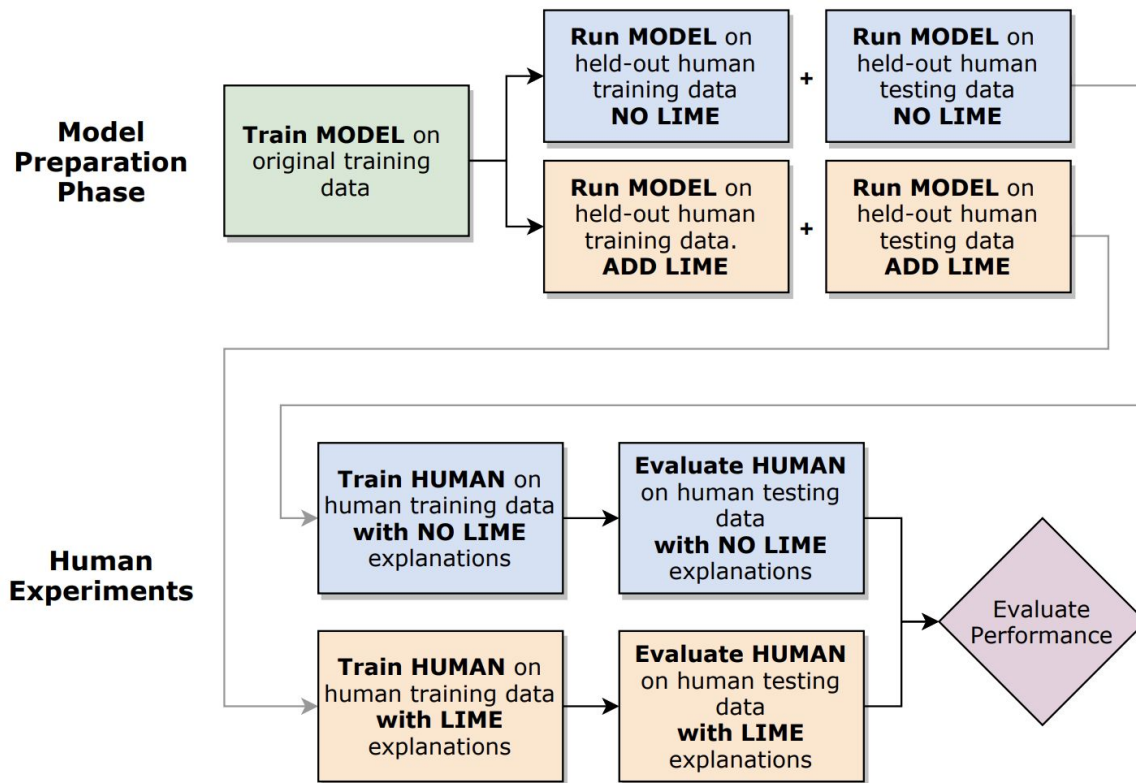 Model
Preparation
Phase
Train MODEL on
original training
data
Run MODEL on
held-out human
training data
NO LIME
+
Run MODEL on
held-out human
testing data
NO LIME
Run MODEL on
held-out human
training data.
ADD LIME
+
Run MODEL on
held-out human
testing data
ADD LIME
Human
Experiments
Train HUMAN on
human training data
with NO LIME
explanations
Evaluate HUMAN
on human testing
data
with NO LIME
explanations
Train HUMAN on
human training data
with LIME
explanations
Evaluate HUMAN
on human testing
data
with LIME
explanations
Evaluate
Performance